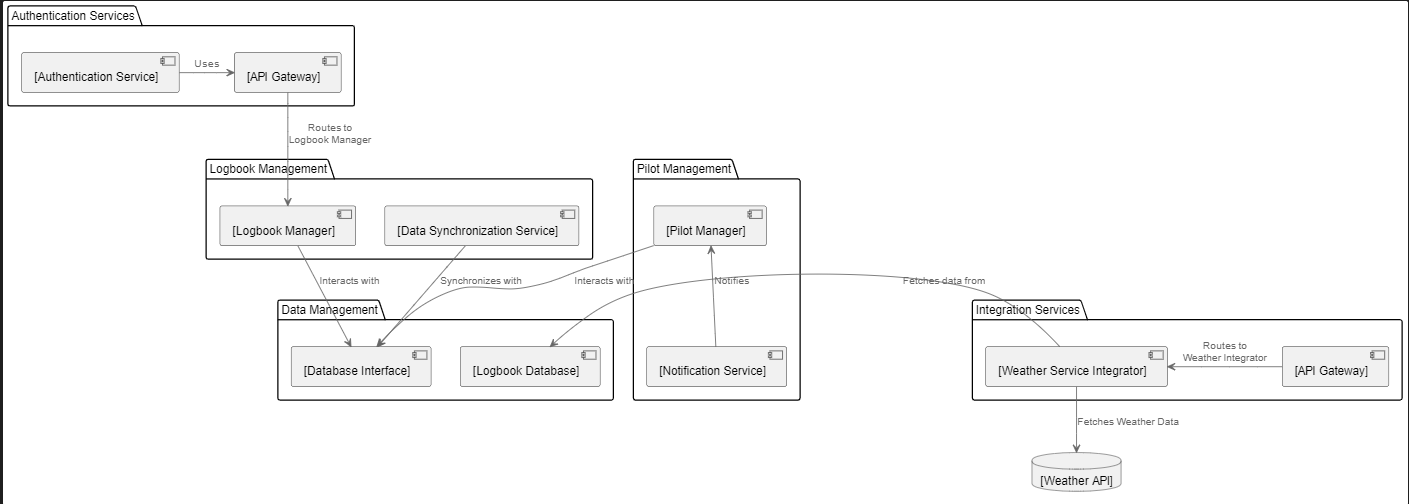 Authentication Services
[Authentication Service]
Uses
[API Gateway]
Routes to
Logbook Manager
Logbook Management
[Logbook Manager]
[Data Synchronization Service]
Pilot Management
[Pilot Manager]
Interacts with
Synchronizes with
Interacts with
Notifies
Fetches data from
Data Management
[Database Interface]
[Logbook Database]
[Notification Service]
Integration Services
[Weather Service Integrator]
Routes to
Weather Integrator
[API Gateway]
Fetches Weather Data
[Weather API]